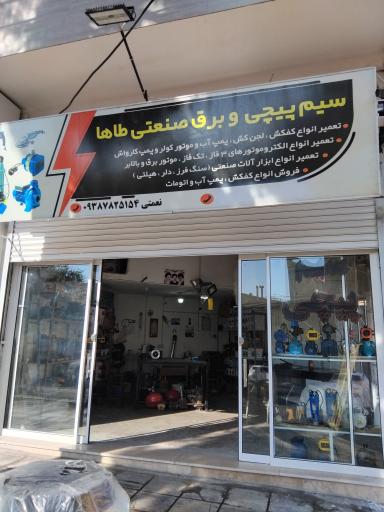 سیم پیچی و برق صنعتی طاها
• تعمیر انواع کفکش ، لجن کش ، پمپ آب و موتور کولر و پمپ کارواش
• تعمیر انواع الکتروموتورهای ۳ فاز ، تک فاز ، موتور برق و بالابر
• تعمیر انواع ابزار آلات صنعتی ( سنگ فرز ، دلر ، هیلتی )
• فروش انواع کفکش ، پمپ آب و اتومات
نعمتی ۰۹۳۸۷۸۲۵۱۵۴